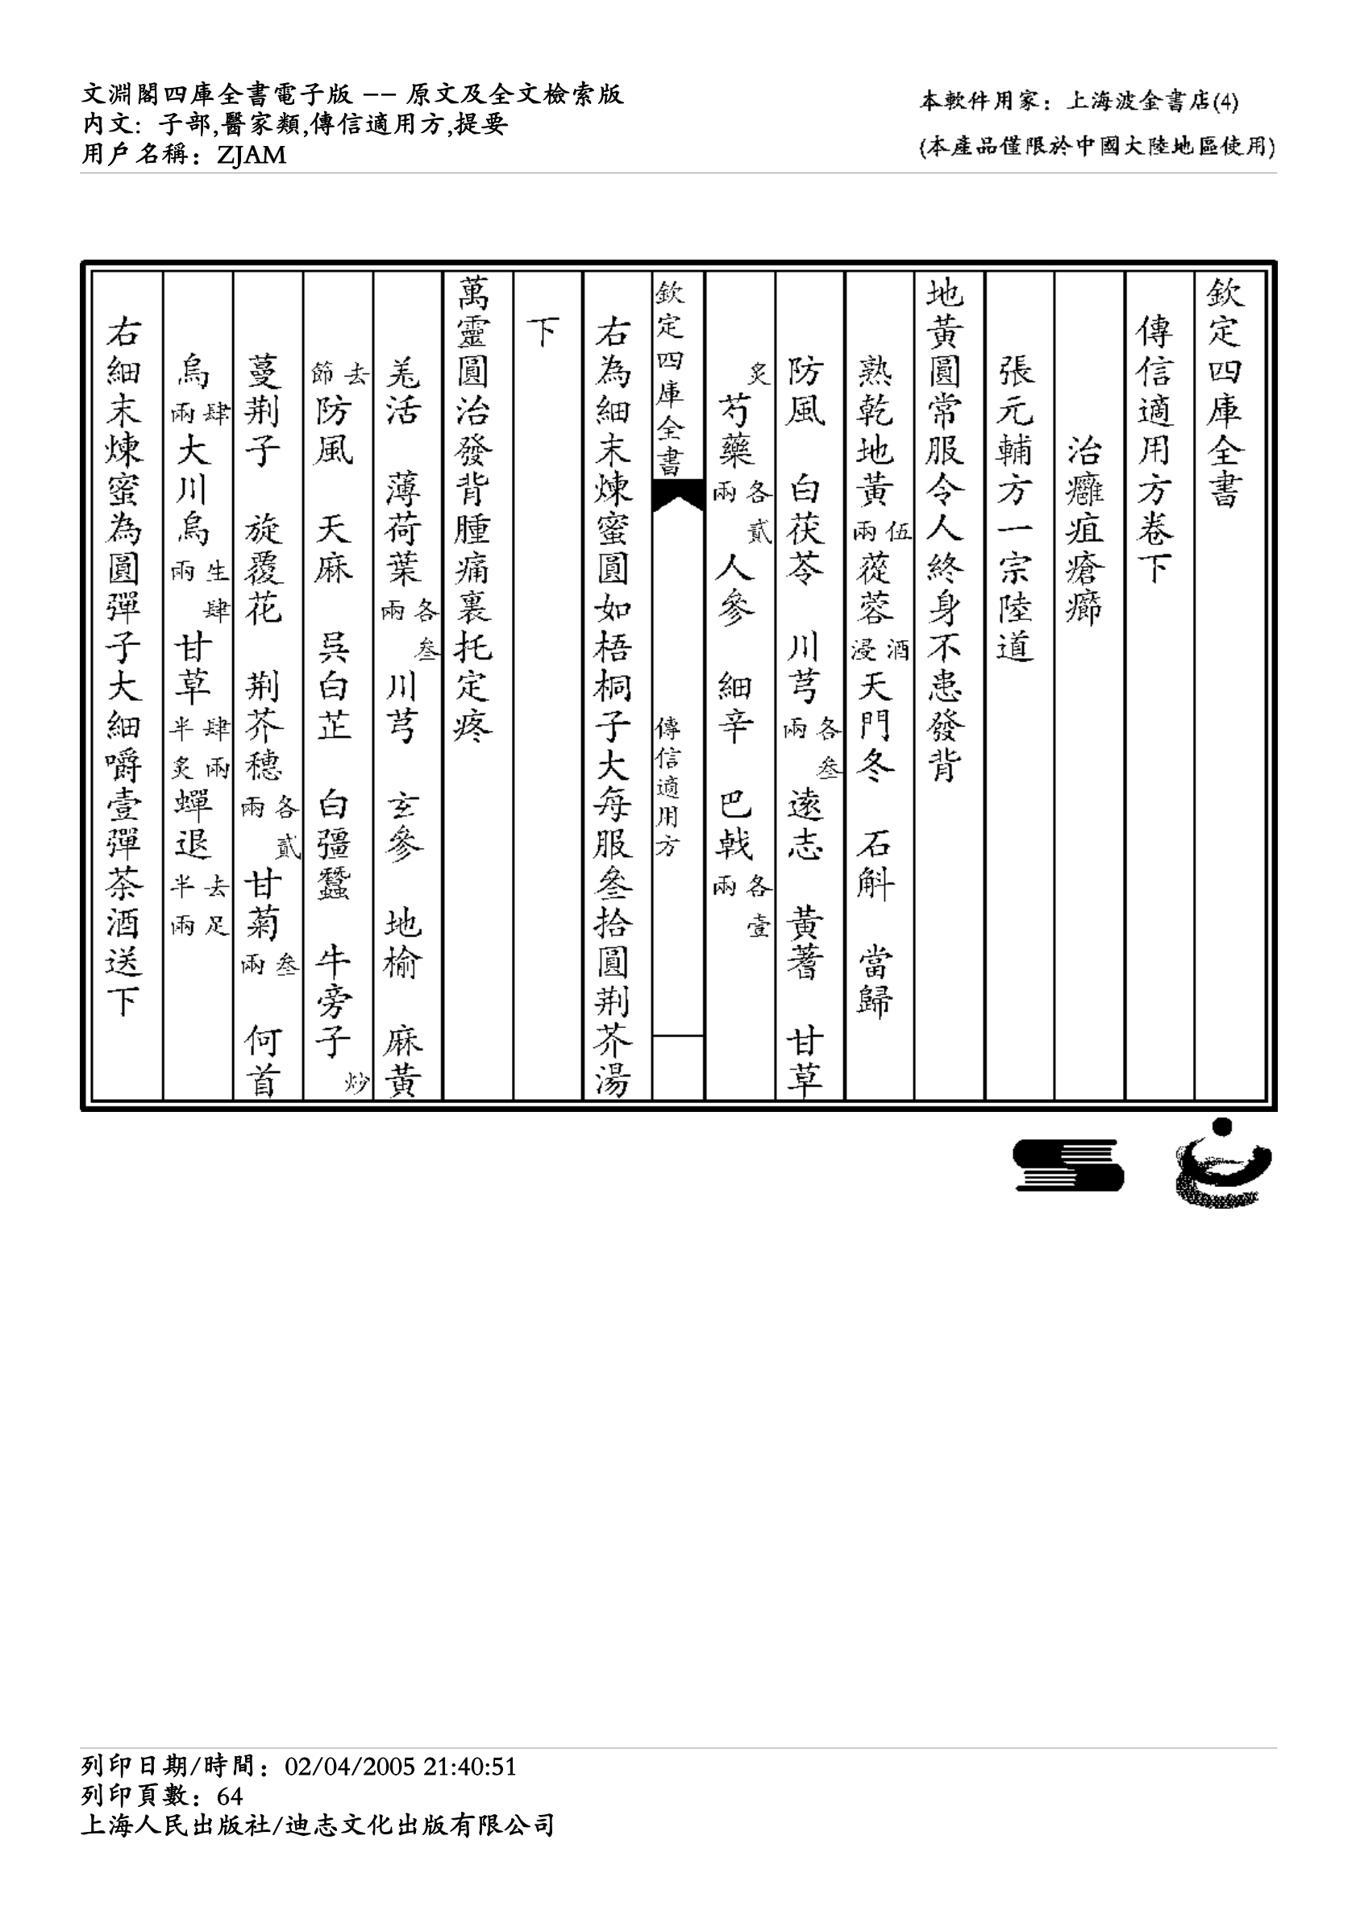 文淵閣四庫全書電子版 -- 原文及全文檢索版
內文: 子部,醫家類,傳信適用方,提要
用戶名稱: ZJAM
本軟件用家: 上海波金書店(4)
(本產品僅限於中國大陸地區使用)
欽定四庫全書
傳信適用方卷下
治癰疽瘡癤
張元輔方一宗陸道
地黃圓常服令人終身不患發背
熟乾地黃伍兩蓯蓉酒浸天門冬 石斛 當歸
防風 白茯苓 川芎各叁兩遠志 黃蓍 甘草
炙芍藥各貳兩人參 細辛 巴戟各壹兩
欽定四庫全書 傳信適用方
右為細末煉蜜圓如梧桐子大每服叁拾圓荆芥湯
下
萬靈圓治發背腫痛裏托定疼
羌活 薄荷葉各叁兩川芎 玄參 地榆 麻黃
去節防風 天麻 吳白芷 白殭蠶 牛旁子炒
蔓荆子 旋覆花 荆芥穗各貳兩甘菊叁兩 何首
烏肆兩大川烏生肆兩甘草肆兩半炙蟬退去足半兩
右細末煉蜜為圓彈子大細嚼壹彈茶酒送下
列印日期/時間: 02/04/2005 21:40:51
列印頁數: 64
上海人民出版社/迪志文化出版有限公司